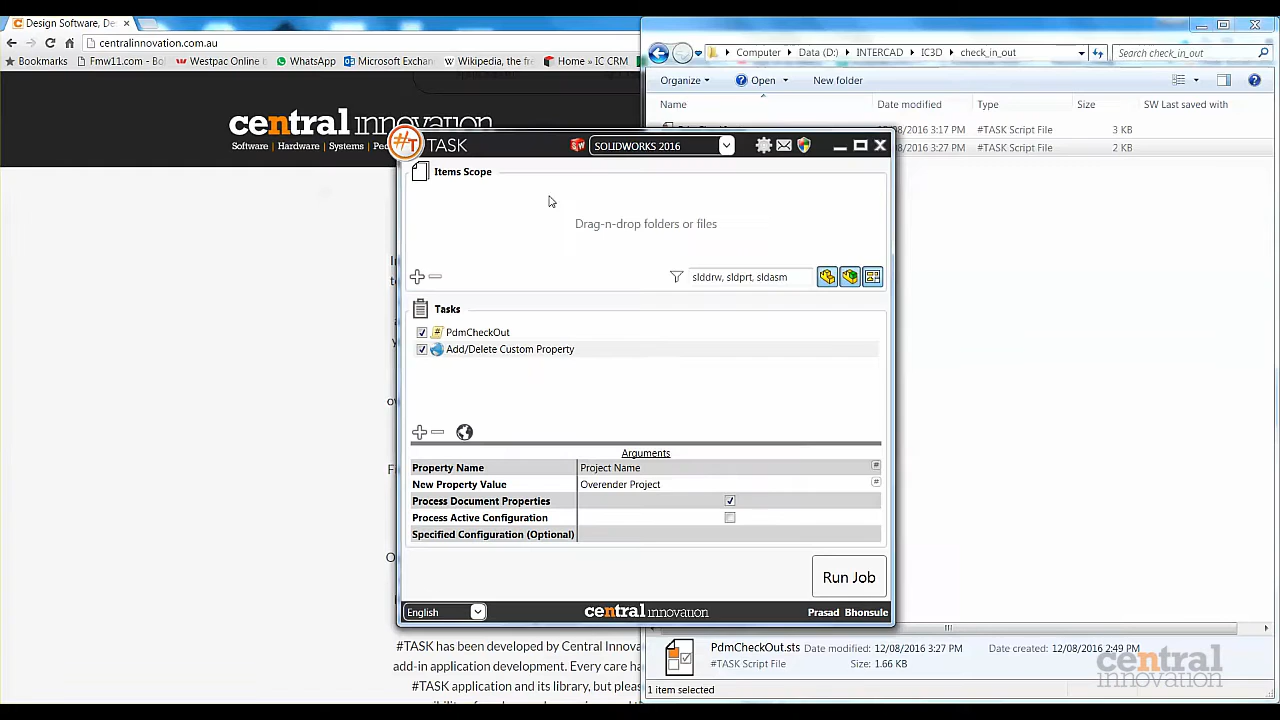 Design Software, De
centralinnovation.com.au
Bookmarks
Fmw11.com - Bo
Westpac Online
WhatsApp
Microsoft Exch
Wikipedia, the
Home » IC CRM
central innovation
Software | Hardware | Systems |
Computer
Data (D:)
INTERCAD
IC3D
check_in_out
Search check_in_out
Organize
Open
New folder
Name
Date modified
Type
Size
SW Last saved with
/08/2016 3:17 PM
#TASK Script File
3 KB
/08/2016 3:27 PM
#TASK Script File
2 KB
#T TASK
SOLIDWORKS 2016
Items Scope
Drag-n-drop folders or files
slddrw, sldprt, sldasm
Tasks
PdmCheckOut
Add/Delete Custom Property
Arguments
Property Name
Project Name
New Property Value
Overender Project
Process Document Properties
Process Active Configuration
Specified Configuration (Optional)
Run Job
English
central innovation
Prasad Bhonsule
#TASK has been developed by Central Innova
add-in application development. Every care ha
#TASK application and its library, but pleas
PdmCheckOut.sts
Date modified: 12/08/2016 3:27 PM
Date created: 12/08/2016 2:49 PM
#TASK Script File
Size: 1.66 KB
1 item selected
central
innovation